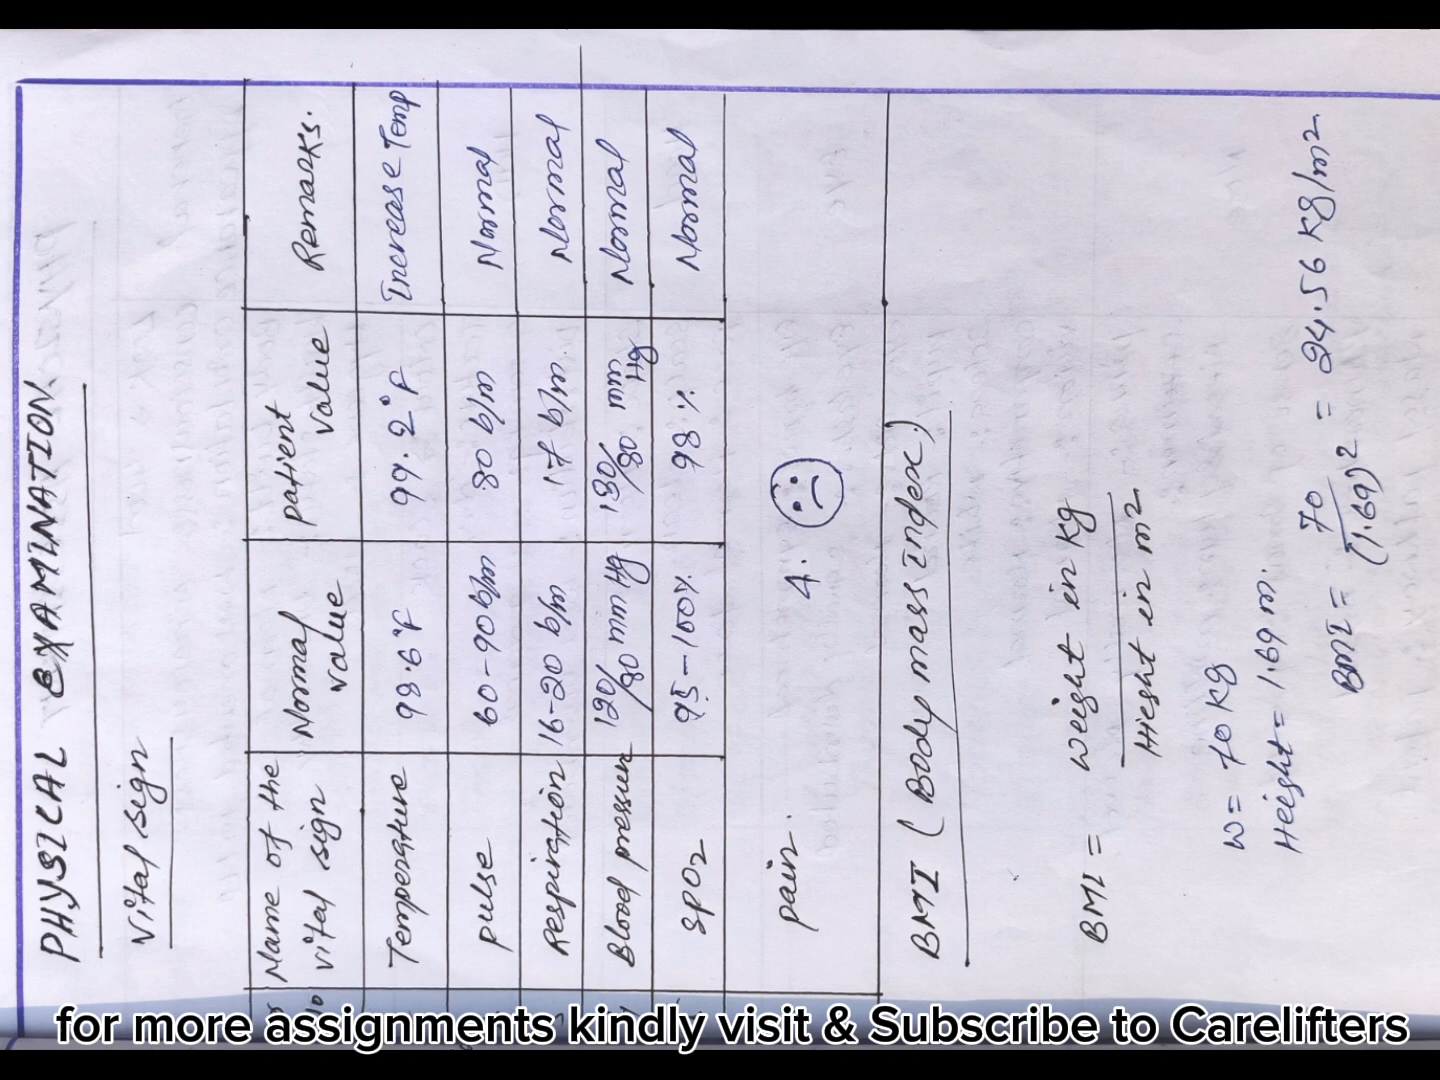 PHYSICAL EXAMINATION.
Vital sign
Name of the vital sign Normal value patient value Remarks.
Temperature 98.6°F 99.2°F Increase Temp
pulse 60-90 b/m 80 b/m Normal
Respiration 16-20 b/m 17 b/m. Normal
Blood pressure 120/80 mm Hg 130/80 mm Hg Normal
SPO2 95-100% 98% Normal
pain. 4.
BMI (Body mass Index)
BMI = weight in kg / Hieght in m2
W = 70 kg
Height = 1.69 m.
BMI = 70/(1.69)2 = 24.56 kg/m2
for more assignments kindly visit & Subscribe to Carelifters